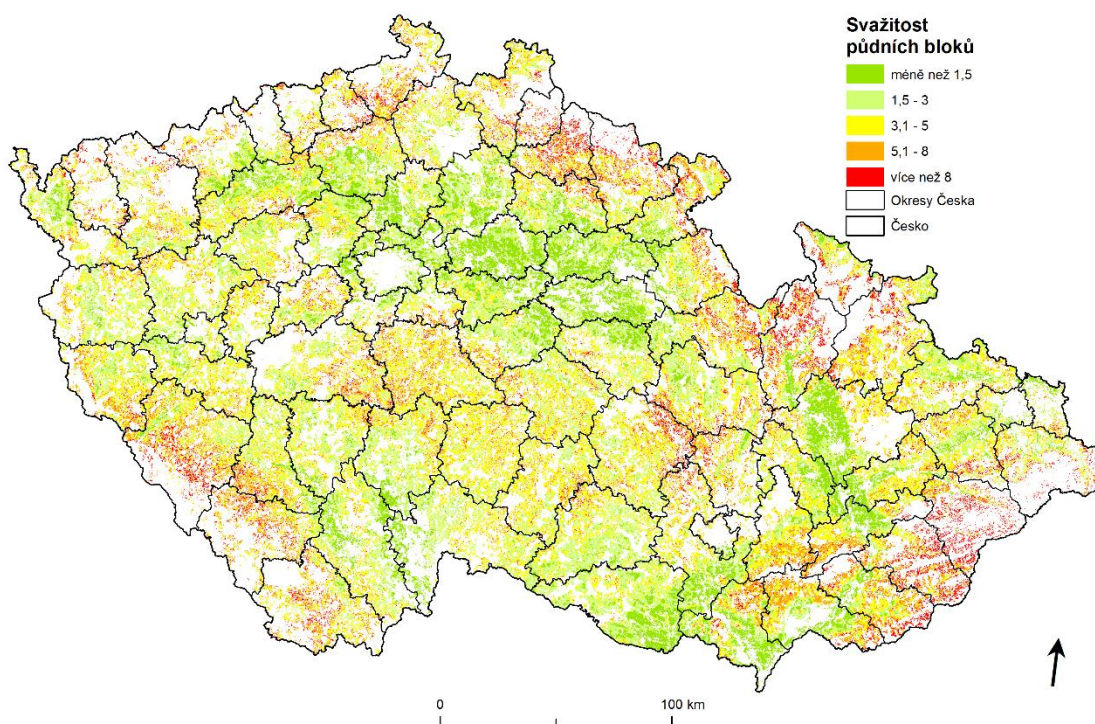 Svažitost
půdních bloků
méně než 1,5
1,5 - 3
3,1 - 5
5,1 - 8
více než 8
Okresy Česka
Česko
0
100 km